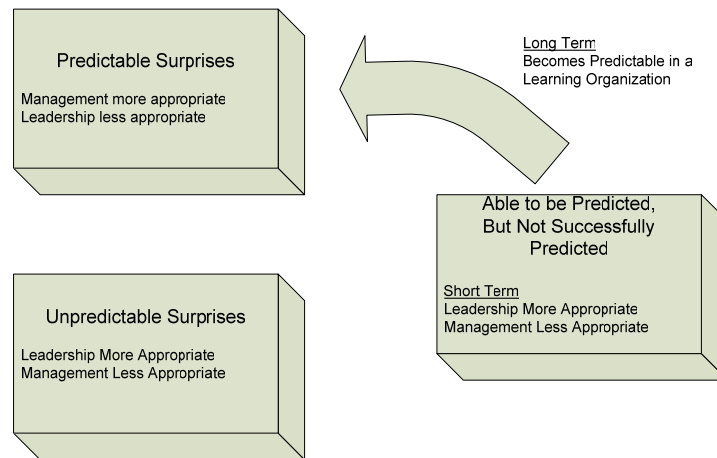 Predictable Surprises
Management more appropriate
Leadership less appropriate
Long Term
Becomes Predictable in a
Learning Organization
Able to be Predicted,
But Not Successfully
Predicted
Short Term
Leadership More Appropriate
Management Less Appropriate
Unpredictable Surprises
Leadership More Appropriate
Management Less Appropriate